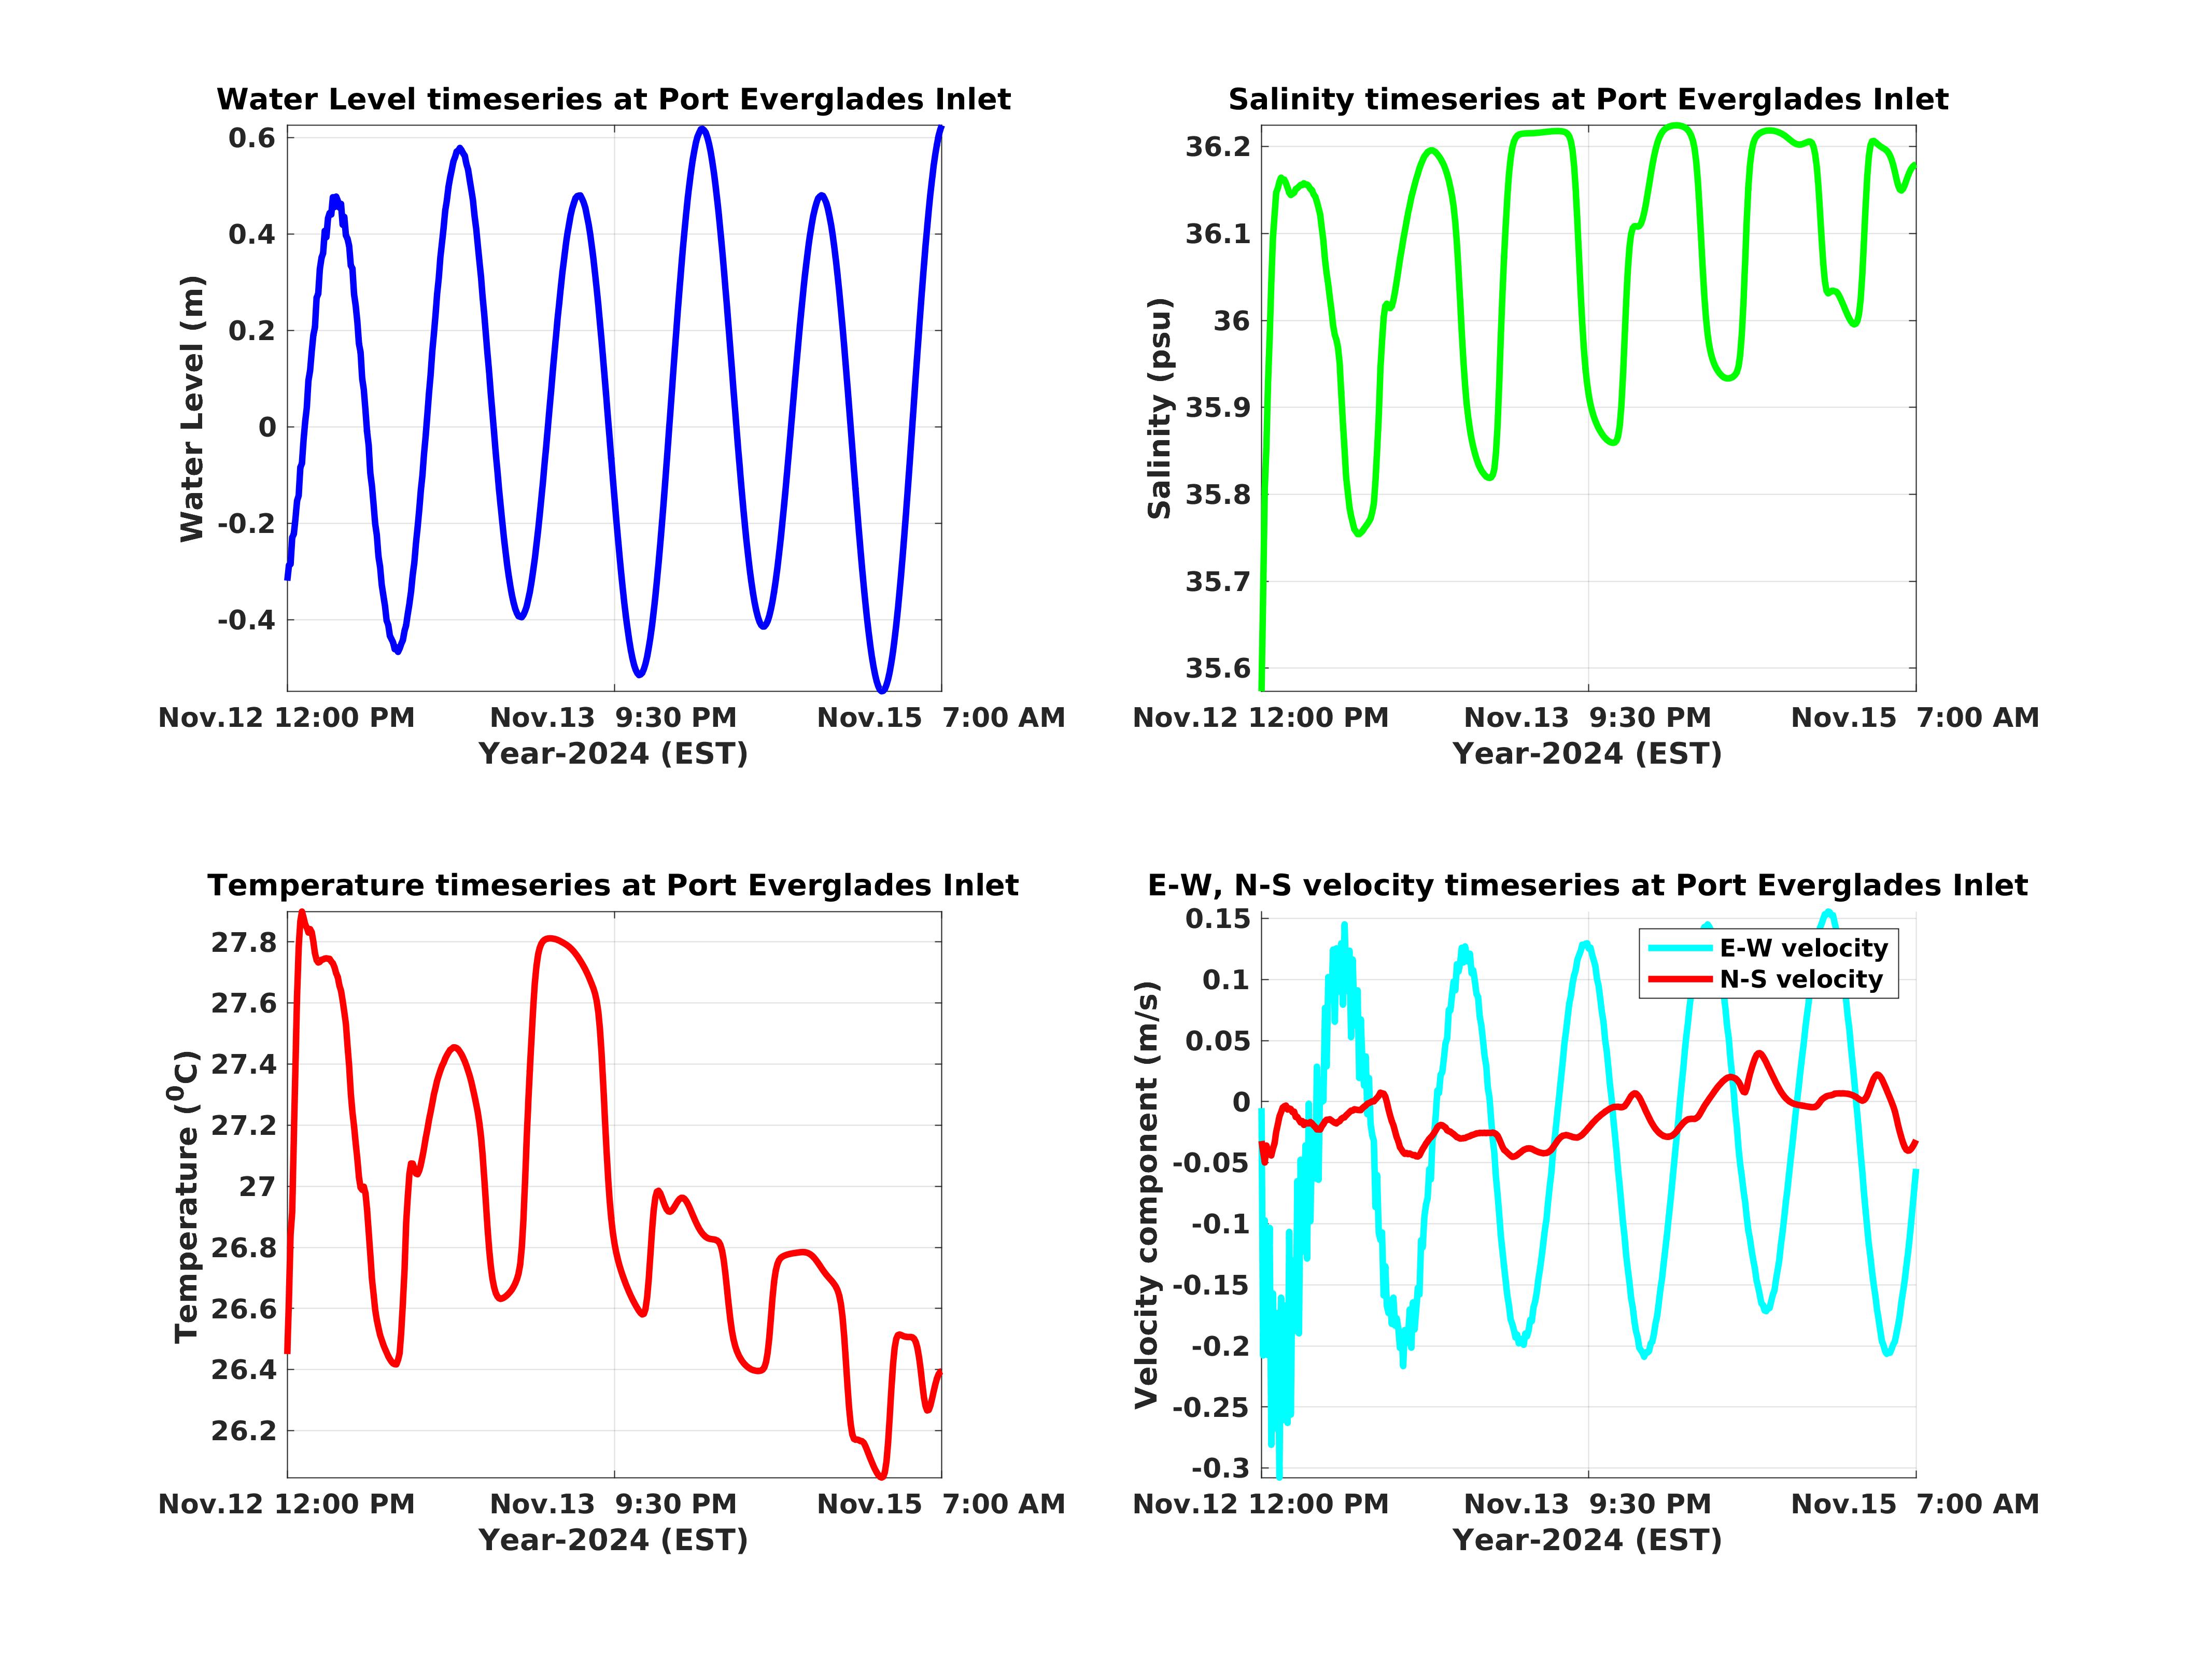 Water Level timeseries at Port Everglades Inlet
Water Level (m)
0.6
0.4
0.2
0
-0.2
-0.4
Nov.12 12:00 PM
Nov.13  9:30 PM
Nov.15  7:00 AM
Year-2024 (EST)
Salinity timeseries at Port Everglades Inlet
Salinity (psu)
36.2
36.1
36
35.9
35.8
35.7
35.6
Nov.12 12:00 PM
Nov.13  9:30 PM
Nov.15  7:00 AM
Year-2024 (EST)
Temperature timeseries at Port Everglades Inlet
Temperature (⁰C)
27.8
27.6
27.4
27.2
27
26.8
26.6
26.4
26.2
Nov.12 12:00 PM
Nov.13  9:30 PM
Nov.15  7:00 AM
Year-2024 (EST)
E-W, N-S velocity timeseries at Port Everglades Inlet
Velocity component (m/s)
0.15
0.1
0.05
0
-0.05
-0.1
-0.15
-0.2
-0.25
-0.3
E-W velocity
N-S velocity
Nov.12 12:00 PM
Nov.13  9:30 PM
Nov.15  7:00 AM
Year-2024 (EST)